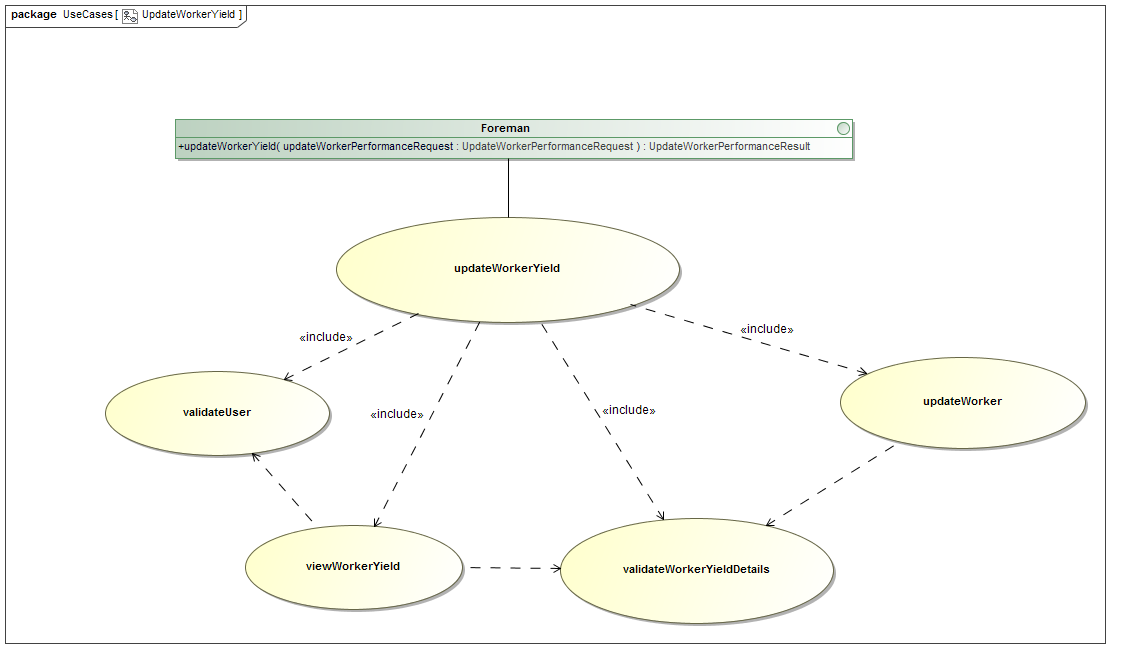 package UseCases [ UpdateWorkerYield ]
Foreman
+updateWorkerYield( updateWorkerPerformanceRequest : UpdateWorkerPerformanceRequest ) : UpdateWorkerPerformanceResult
updateWorkerYield
«include»
«include»
«include»
«include»
validateUser
updateWorker
viewWorkerYield
validateWorkerYieldDetails